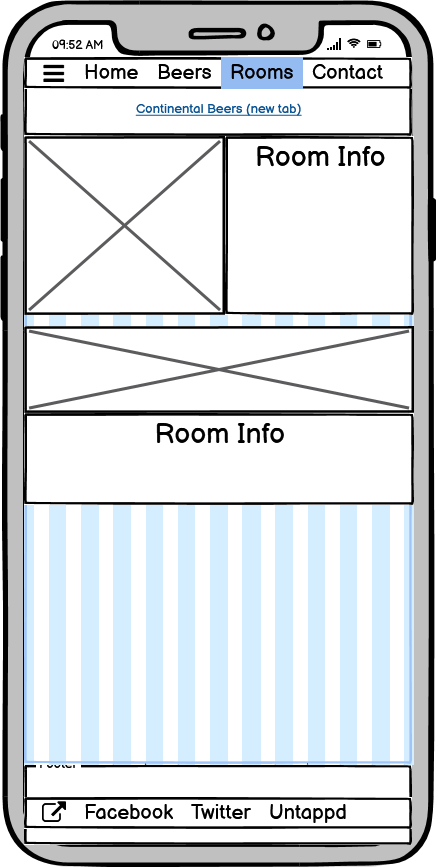 09:52 AM
Home Beers Rooms Contact
Continental Beers (new tab)
Room Info
Room Info
Footer
Facebook Twitter Untappd